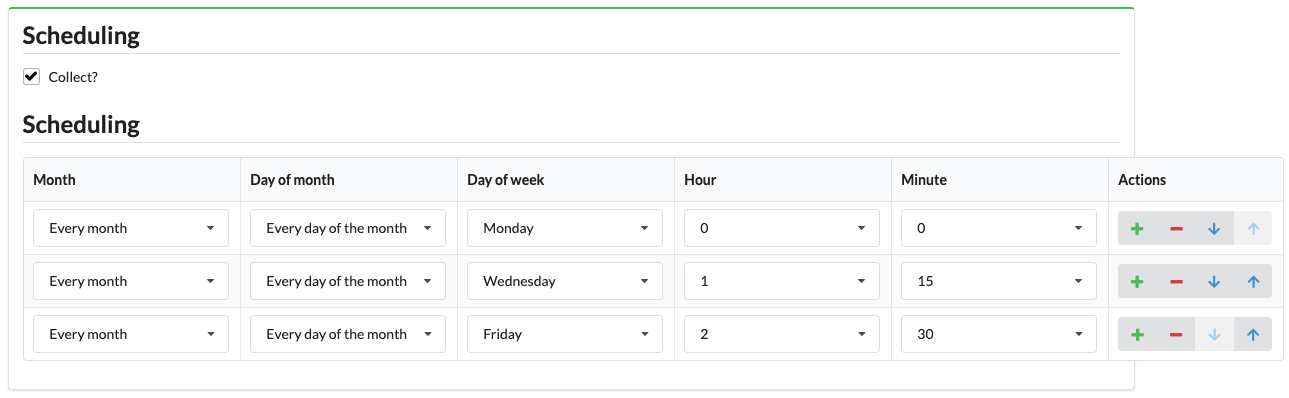 Scheduling
Collect?
Scheduling
Month Day of month Day of week Hour Minute Actions
Every month Every day of the month Monday 0 0
Every month Every day of the month Wednesday 1 15
Every month Every day of the month Friday 2 30